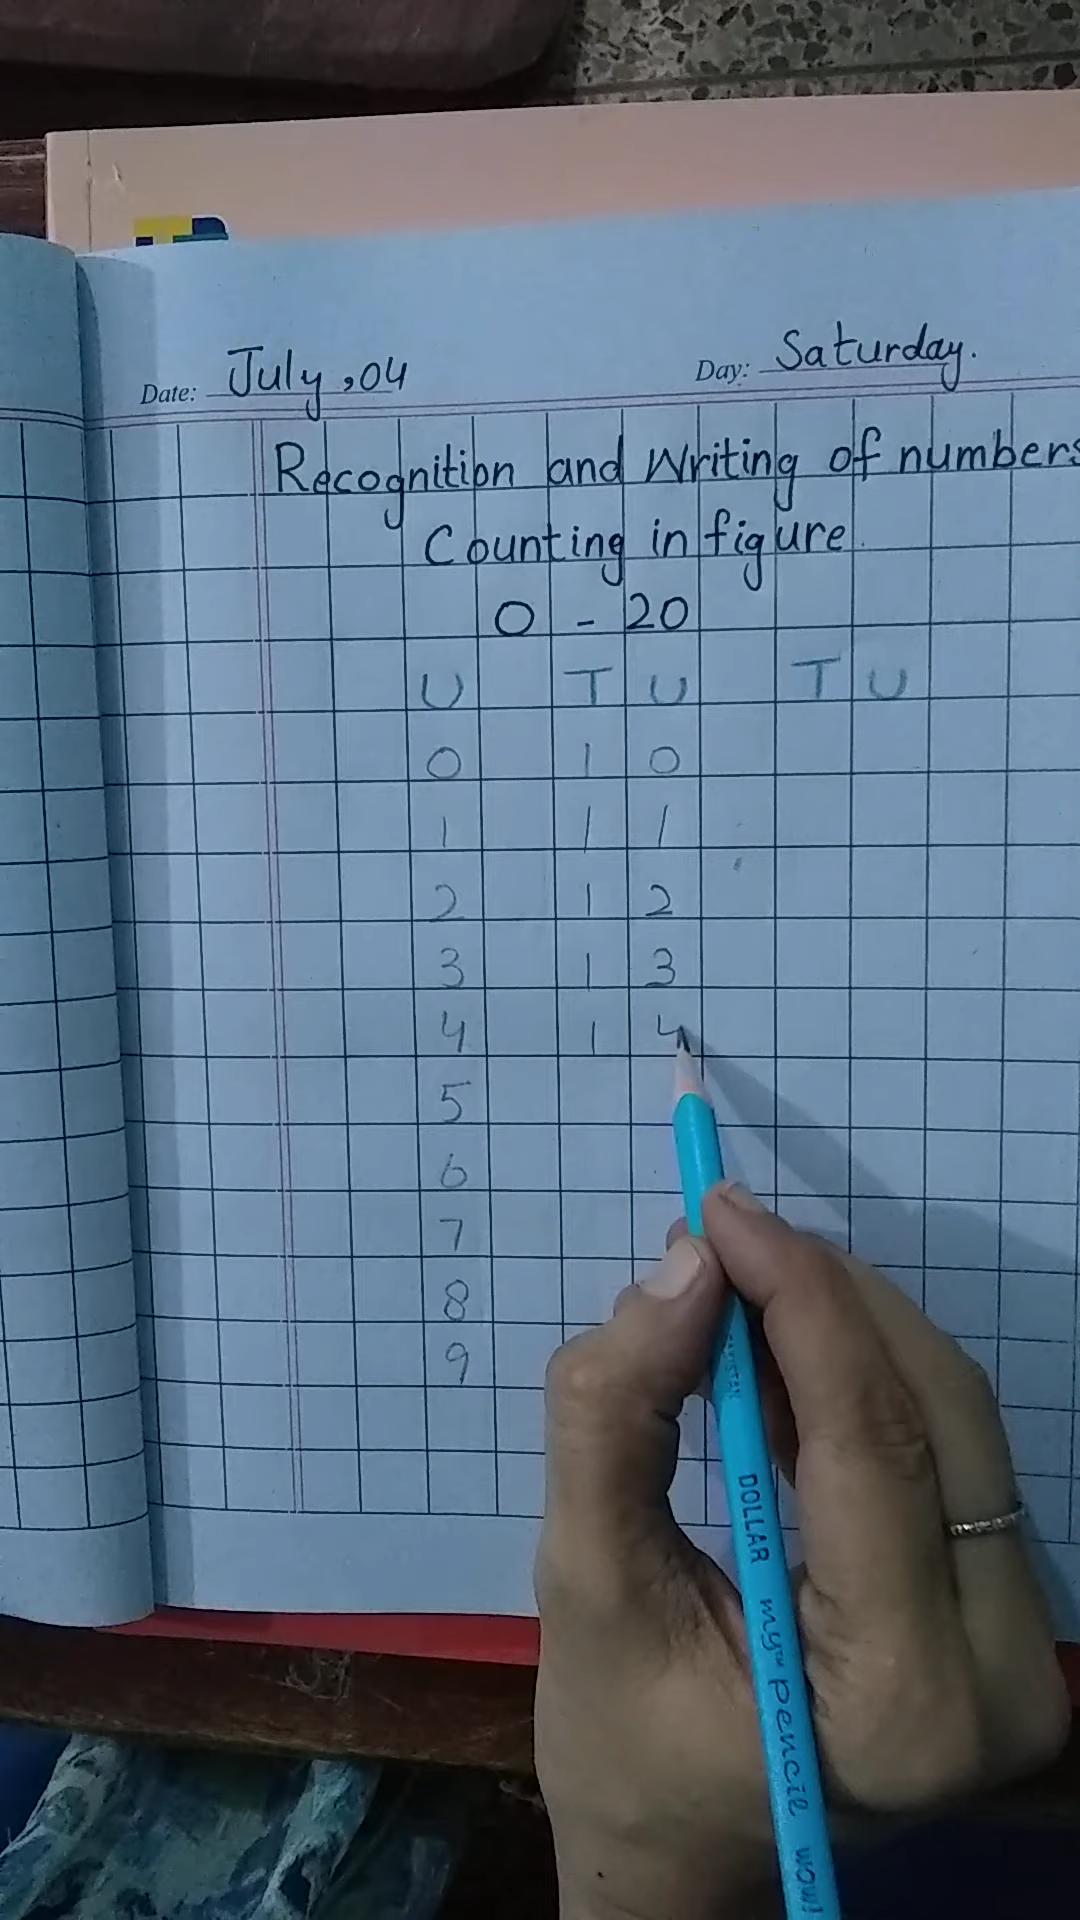 Date: July, 04 Day: Saturday.
Recognition and Writing of numbers
Counting in figure.
0 - 20
U T U T U
0 1 0
1 1 1
2 1 2
3 1 3
4 1 4
5
6
7
8
9
PAKISTAN
DOLLAR my™ pencil wow!